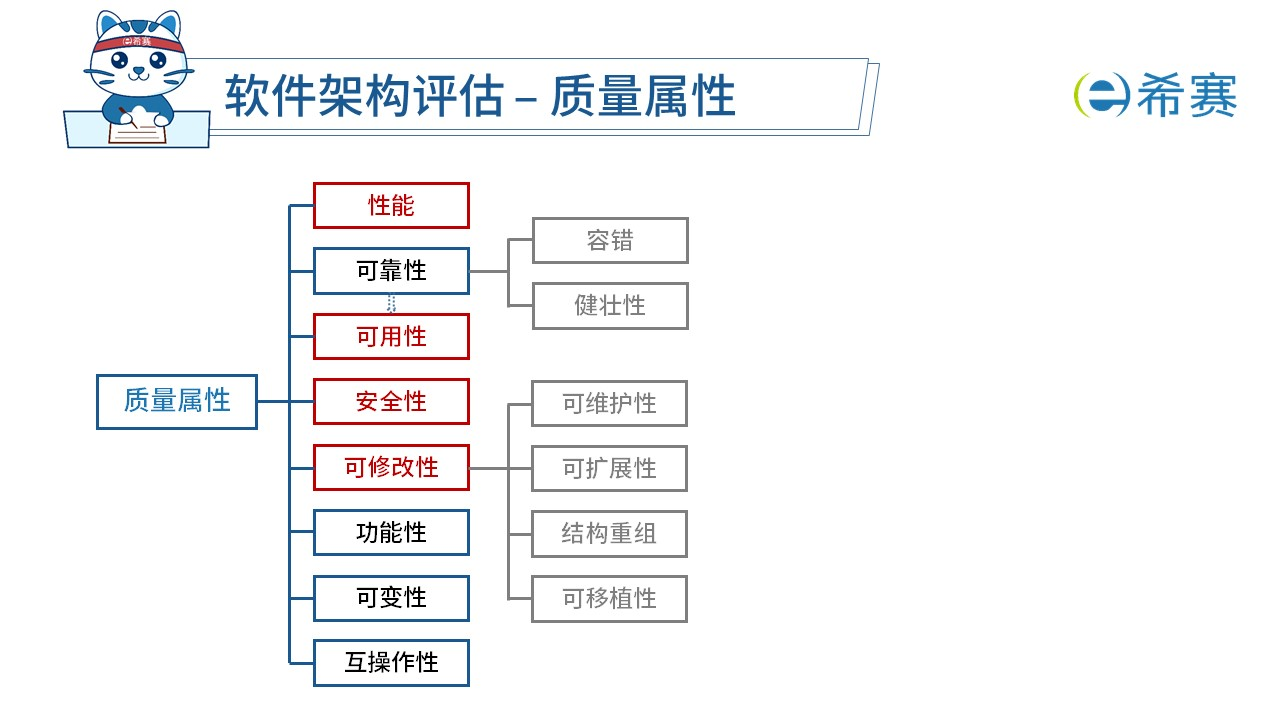 希赛
软件架构评估 – 质量属性
希赛
质量属性
性能
可靠性
容错
健壮性
可用性
安全性
可修改性
可维护性
可扩展性
结构重组
可移植性
功能性
可变性
互操作性